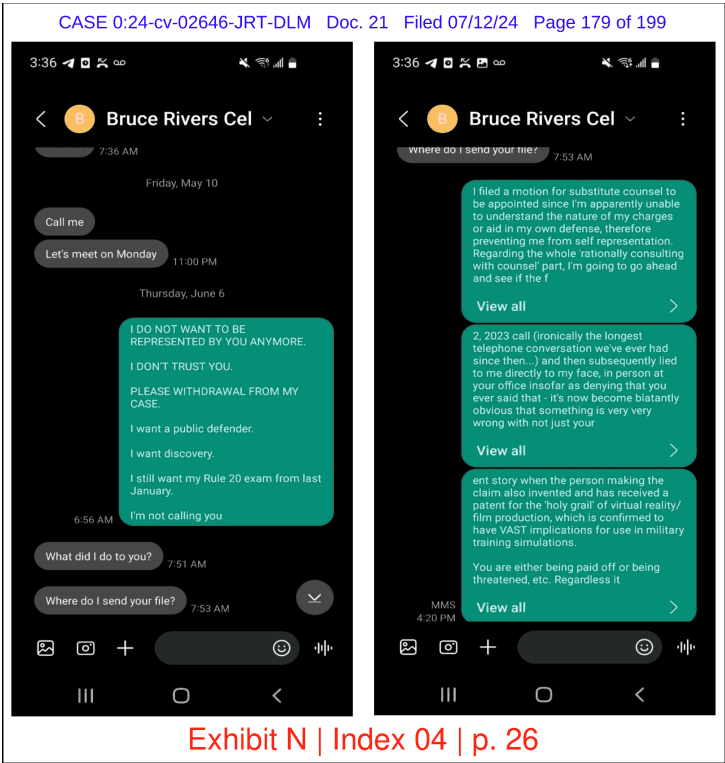 CASE 0:24-cv-02646-JRT-DLM Doc. 21 Filed 07/12/24 Page 179 of 199
3:36
Bruce Rivers Cel
7:36 AM
Friday, May 10
Call me
Let's meet on Monday
11:00 PM
Thursday, June 6
I DO NOT WANT TO BE
REPRESENTED BY YOU ANYMORE.
I DON'T TRUST YOU.
PLEASE WITHDRAWAL FROM MY
CASE.
I want a public defender.
I want discovery.
I still want my Rule 20 exam from last
January.
I'm not calling you
6:56 AM
What did I do to you?
7:51 AM
Where do I send your file?
7:53 AM
3:36
B
Bruce Rivers Cel
Where do I send your file?
7:53 AM
I filed a motion for substitute counsel to
be appointed since I'm apparently unable
to understand the nature of my charges
or aid in my own defense, therefore
preventing me from self representation.
Regarding the whole 'rationally consulting
with counsel' part, I'm going to go ahead
and see if the f
View all
2, 2023 call (ironically the longest
telephone conversation we've ever had
since then...) and then subsequently lied
to me directly to my face, in person at
your office insofar as denying that you
ever said that - it's now become blatantly
obvious that something is very very
wrong with not just your
View all
ent story when the person making the
claim also invented and has received a
patent for the 'holy grail' of virtual reality/
film production, which is confirmed to
have VAST implications for use in military
training simulations.
You are either being paid off or being
threatened, etc. Regardless it
View all
MMS
4:20 PM
Exhibit N | Index 04 | p. 26